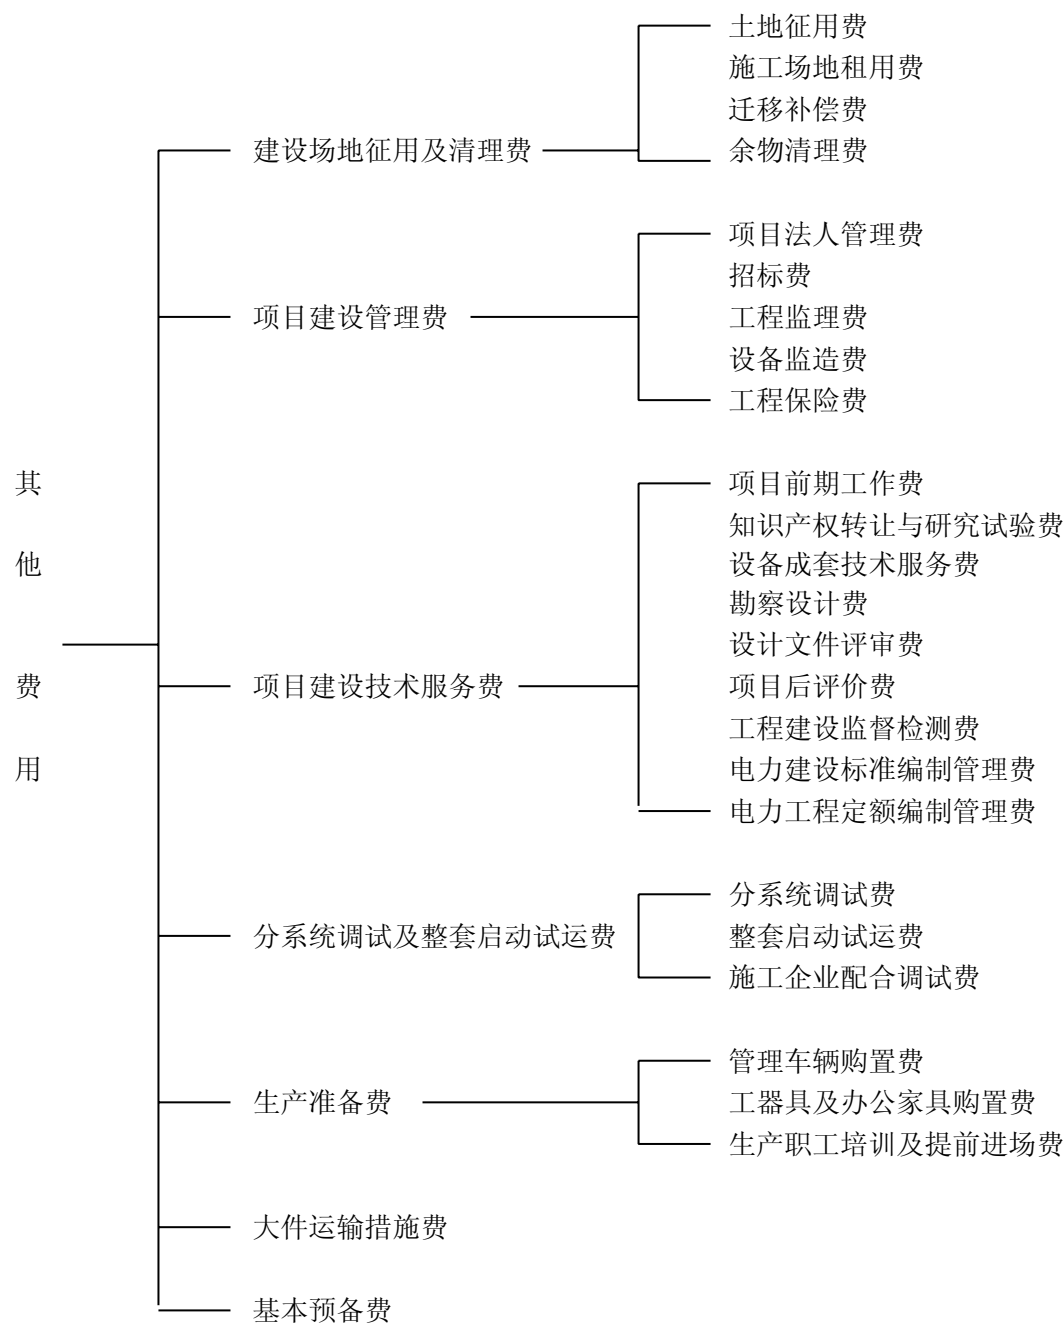 其他费用
建设场地征用及清理费
土地征用费
施工场地租用费
迁移补偿费
余物清理费
项目建设管理费
项目法人管理费
招标费
工程监理费
设备监造费
工程保险费
项目建设技术服务费
项目前期工作费
知识产权转让与研究试验费
设备成套技术服务费
勘察设计费
设计文件评审费
项目后评价费
工程建设监督检测费
电力建设标准编制管理费
电力工程定额编制管理费
分系统调试及整套启动试运费
分系统调试费
整套启动试运费
施工企业配合调试费
生产准备费
管理车辆购置费
工器具及办公家具购置费
生产职工培训及提前进场费
大件运输措施费
基本预备费